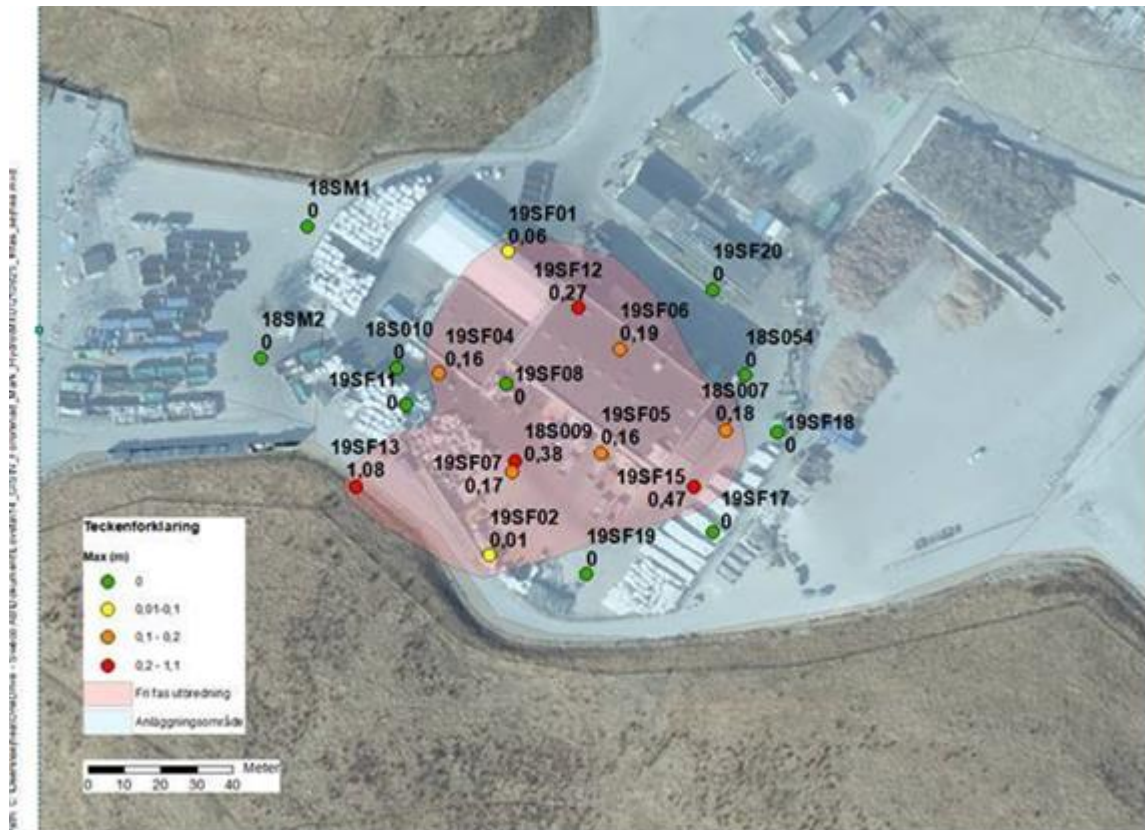 18SM1
0
19SF01
0,06
19SF20
0
19SF12
0,27
19SF06
0,19
18SM2
0
18S010
0
19SF04
0,16
18S054
0
19SF08
0
19SF11
0
18S007
0,18
19SF05
0,16
19SF18
0
18S009
0,38
19SF13
1,08
19SF07
0,17
19SF15
0,47
19SF17
0
19SF02
0,01
19SF19
0
Teckenförklaring
Max (m)
0
0,01-0,1
0,1 - 0,2
0,2 - 1,1
Fri fas utbredning
Anläggningsområde
Meter
0 10 20 30 40